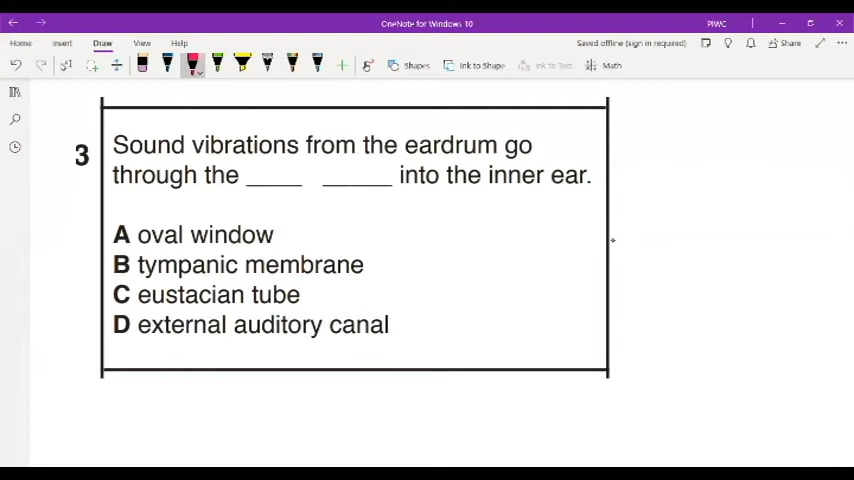 OneNote for Windows 10
PIWC
Home Insert Draw View Help
Saved offline (sign in required)
Share
Shapes
Ink to Shape
Ink to Text
Math
3
Sound vibrations from the eardrum go
through the ____ _____ into the inner ear.
A oval window
B tympanic membrane
C eustacian tube
D external auditory canal